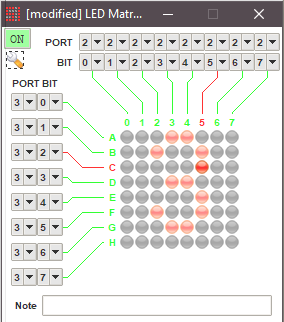 [modified] LED Matr...
ON
PORT 2 2 2 2 2 2 2 2
BIT 0 1 2 3 4 5 6 7
PORT BIT
0 1 2 3 4 5 6 7
3 0
3 1
3 2
3 3
3 4
3 5
3 6
3 7
A
B
C
D
E
F
G
H
Note